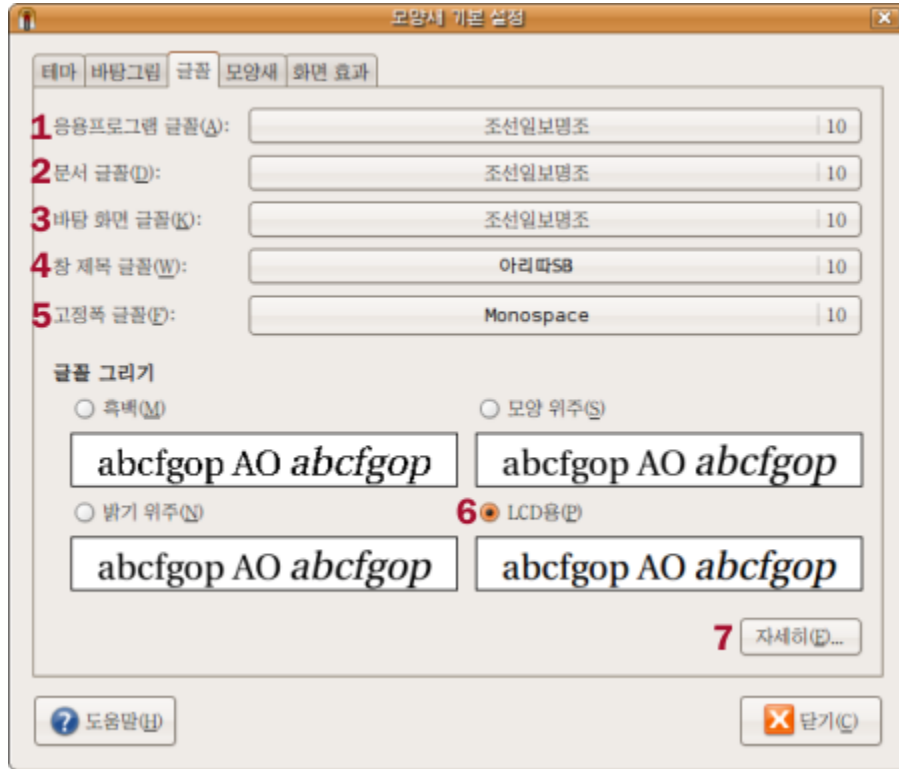 모양새 기본 설정
테마 바탕그림 글꼴 모양새 화면 효과
1 응용프로그램 글꼴(A): 조선일보명조 10
2 문서 글꼴(D): 조선일보명조 10
3 바탕 화면 글꼴(K): 조선일보명조 10
4 창 제목 글꼴(W): 아리따SB 10
5 고정폭 글꼴(F): Monospace 10
글꼴 그리기
흑백(M) 모양 위주(S)
abcfgop AO abcfgop abcfgop AO abcfgop
밝기 위주(N) 6 LCD용(P)
abcfgop AO abcfgop abcfgop AO abcfgop
7 자세히(E)...
? 도움말(H) 닫기(C)